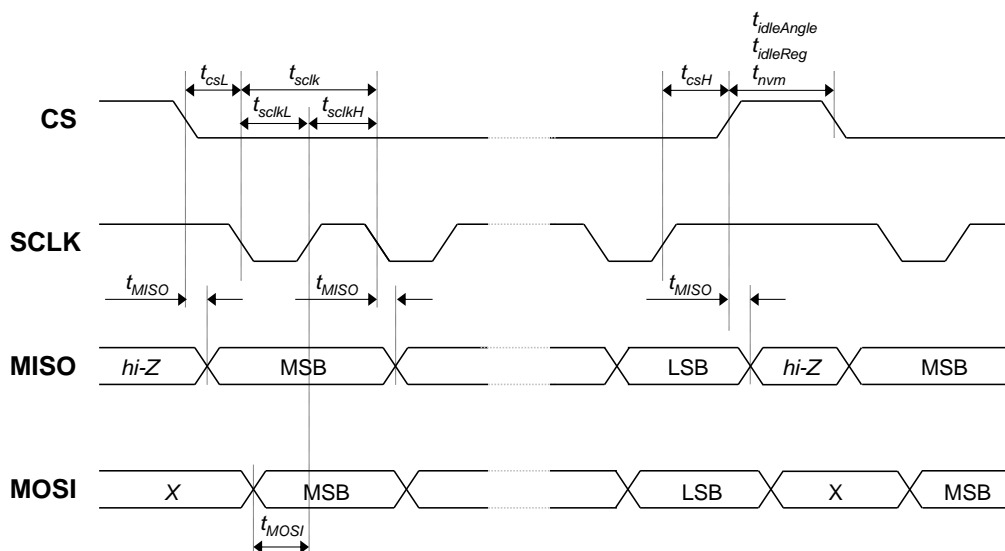 t_idleAngle
t_idleReg
t_csL t_sclk t_csH t_nvm
t_sclkL t_sclkH
CS
SCLK
t_MISO t_MISO t_MISO
MISO hi-Z MSB LSB hi-Z MSB
MOSI X MSB LSB X MSB
t_MOSI